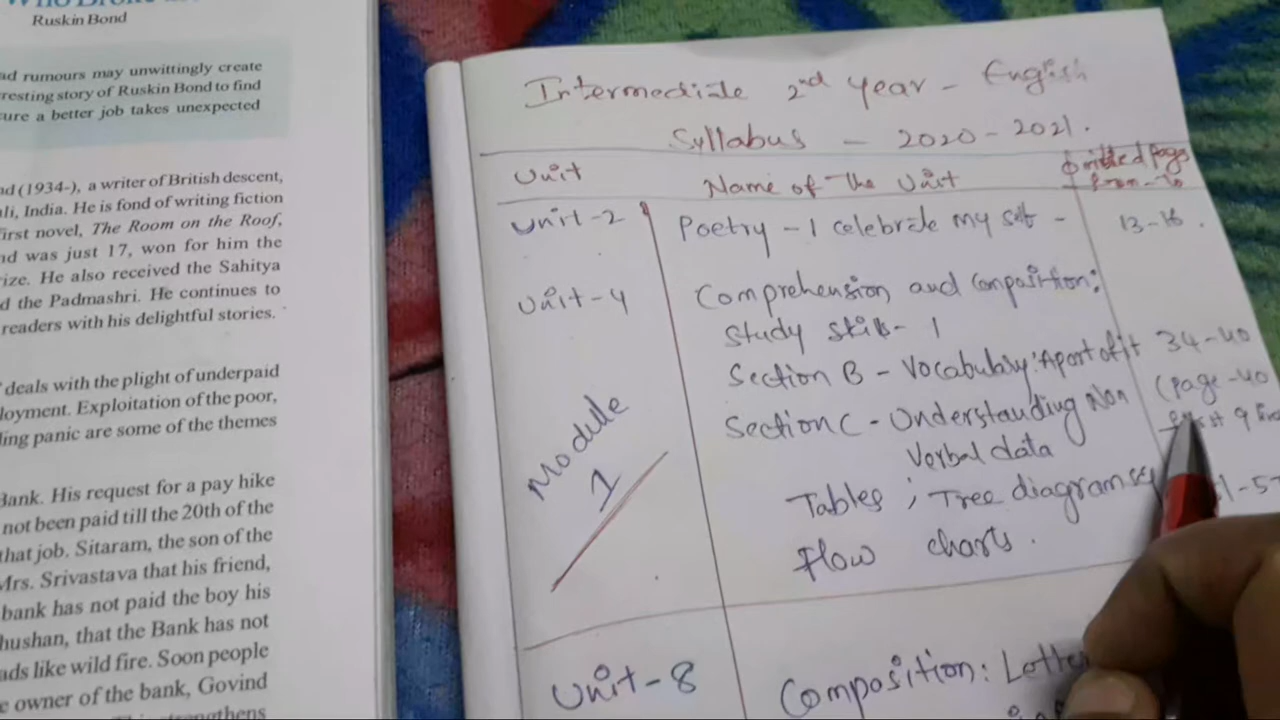 Ruskin Bond
ad rumours may unwittingly create
resting story of Ruskin Bond to find
ure a better job takes unexpected
nd (1934-), a writer of British descent,
ali, India. He is fond of writing fiction
irst novel, The Room on the Roof,
nd was just 17, won for him the
ize. He also received the Sahitya
d the Padmashri. He continues to
readers with his delightful stories.
deals with the plight of underpaid
loyment. Exploitation of the poor,
ling panic are some of the themes
Bank. His request for a pay hike
not been paid till the 20th of the
that job. Sitaram, the son of the
Mrs. Srivastava that his friend,
bank has not paid the boy his
hushan, that the Bank has not
ads like wild fire. Soon people
e owner of the bank, Govind
Intermediate 2nd Year - English
Syllabus - 2020-2021.
Unit Name of The Unit Omitted Pages
from - To
Unit-2 Poetry - I celebrate my self - 13-16.
Unit-4 Comprehension and Composition:
Study Skills - 1
Section B - Vocabulary: A part of it 34-40
Section C - Understanding Non (Page-40
Verbal data first 9
Tables ; Tree diagrams
Flow charts.
Module
1
Unit-8 Composition: Letter